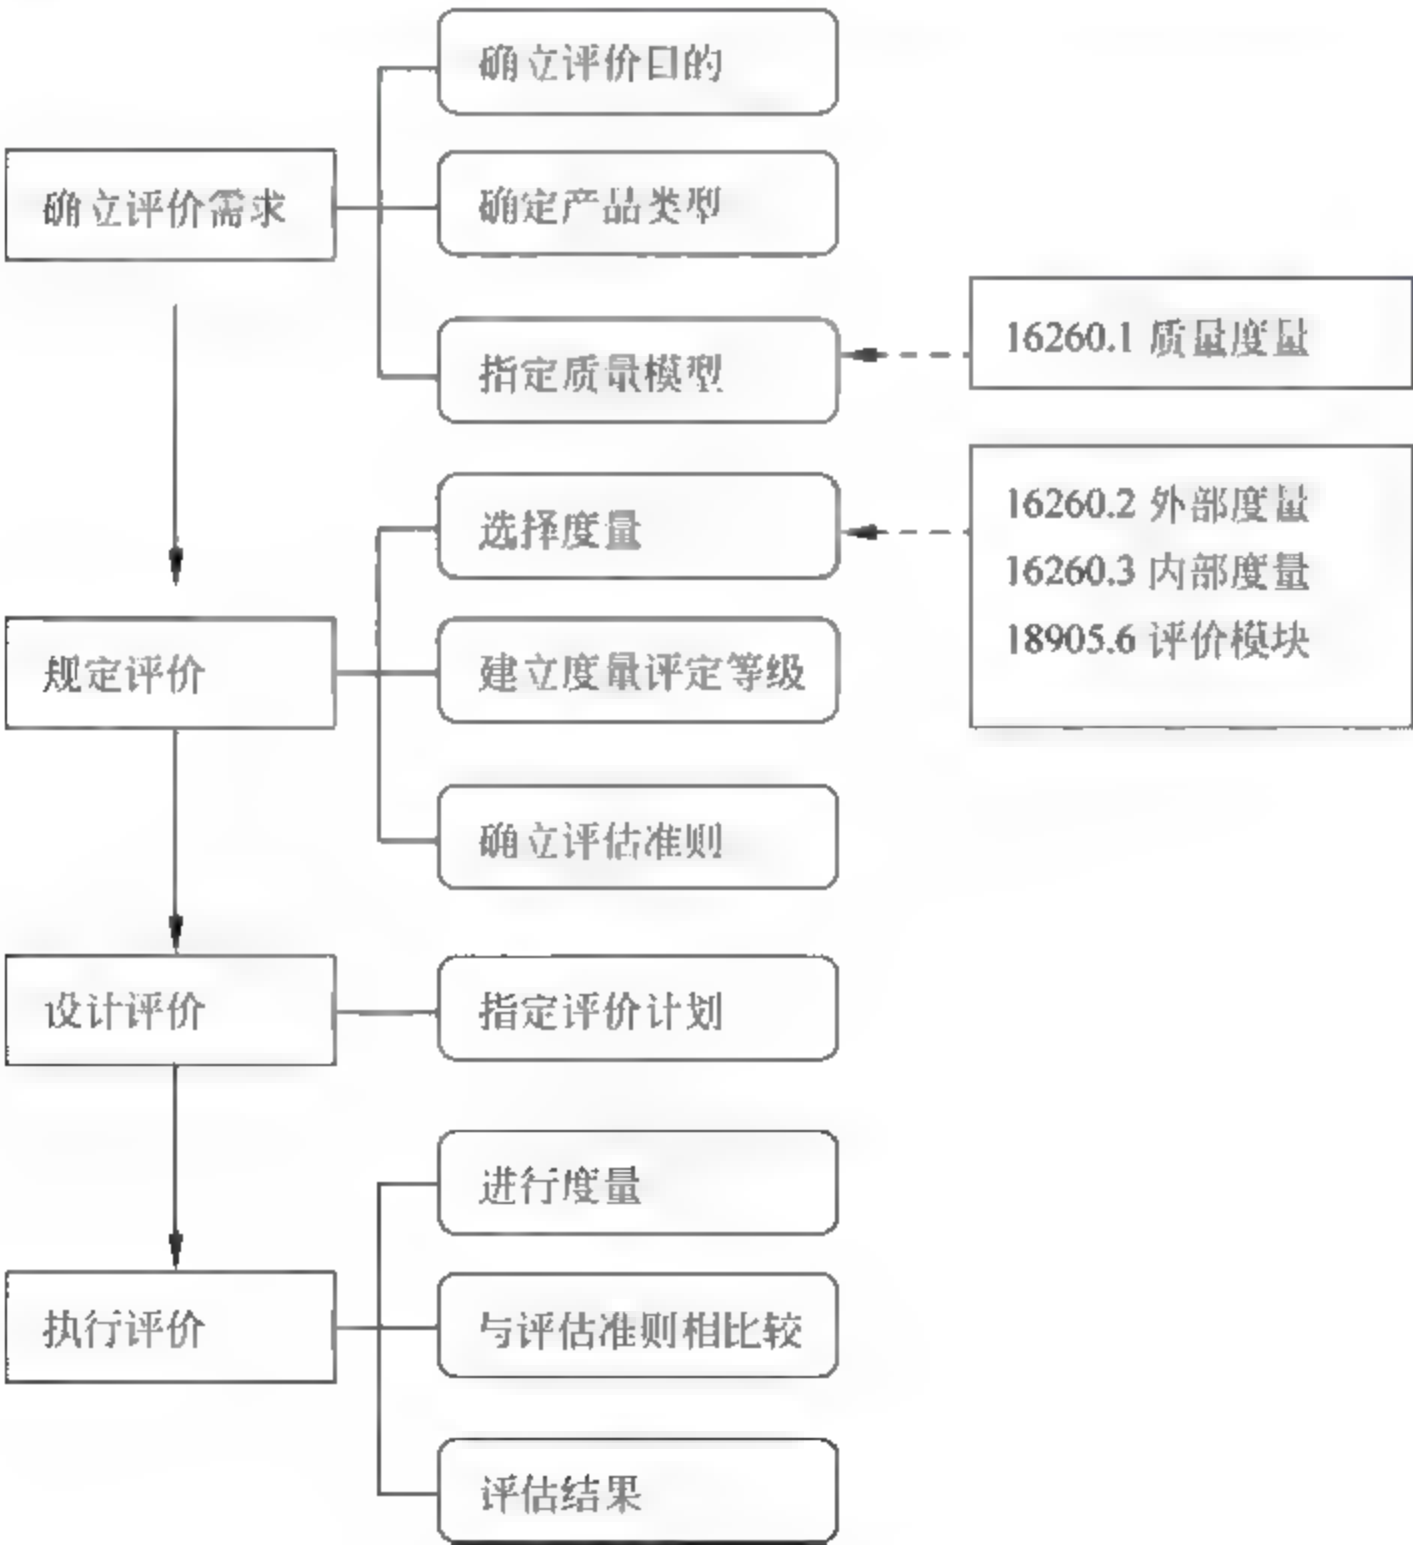 确立评价目的
确立评价需求
确定产品类型
16260.1 质量度量
指定质量模型
16260.2 外部度量
选择度量
16260.3 内部度量
18905.6 评价模块
规定评价
建立度量评定等级
确立评估准则
设计评价
指定评价计划
进行度量
执行评价
与评估准则相比较
评估结果